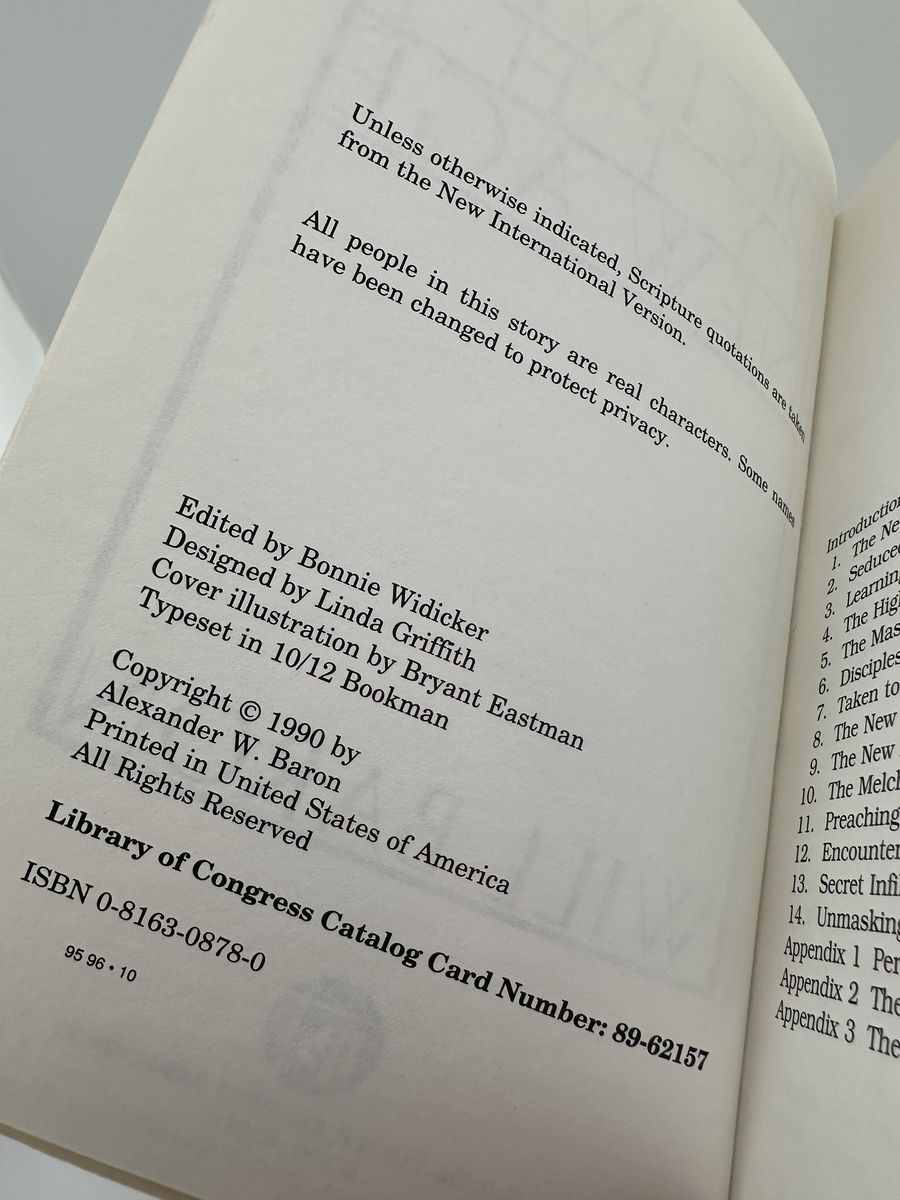 Unless otherwise indicated, Scripture quotations are taken
from the New International Version.
All people in this story are real characters. Some names
have been changed to protect privacy.
Edited by Bonnie Widicker
Designed by Linda Griffith
Cover illustration by Bryant Eastman
Typeset in 10/12 Bookman
Copyright © 1990 by
Alexander W. Baron
Printed in United States of America
All Rights Reserved
Library of Congress Catalog Card Number: 89-62157
ISBN 0-8163-0878-0
95 96 • 10
Introduction
1. The Ne
2. Seduced
3. Learning
4. The Hig
5. The Mas
6. Disciples
7. Taken to
8. The New
9. The New
10. The Melch
11. Preaching
12. Encounter
13. Secret Infil
14. Unmasking
Appendix 1 Per
Appendix 2 The
Appendix 3 The